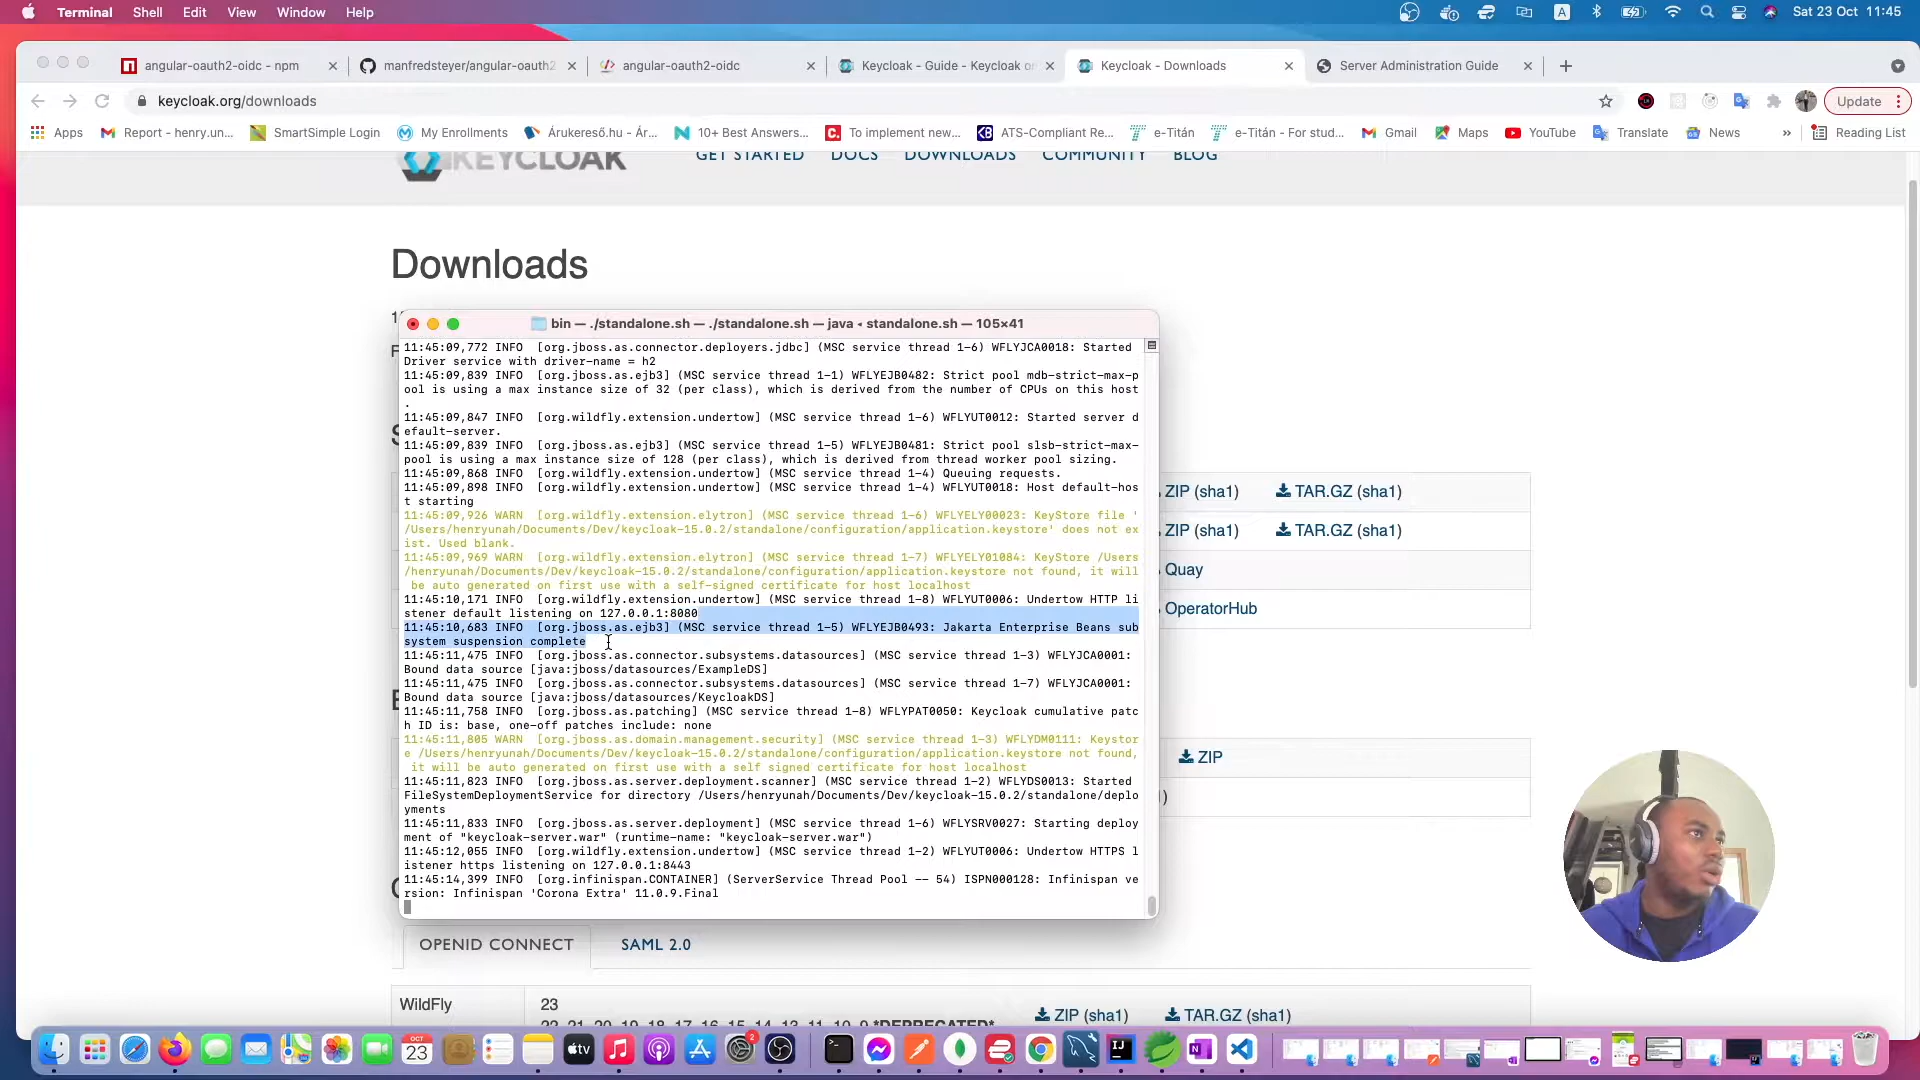 Terminal Shell Edit View Window Help
A Sat 23 Oct 11:45
angular-oauth2-oidc - npm
manfredsteyer/angular-oauth2
angular-oauth2-oidc
Keycloak - Guide - Keycloak on
Keycloak - Downloads
Server Administration Guide
keycloak.org/downloads
Update
Apps
Report - henry.un...
SmartSimple Login
My Enrollments
Árukereső.hu - Ár...
10+ Best Answers...
To implement new...
ATS-Compliant Re...
e-Titán
e-Titán - For stud...
Gmail
Maps
YouTube
Translate
News
»
Reading List
KEYCLOAK
GET STARTED DOCS DOWNLOADS COMMUNITY BLOG
Downloads
bin — ./standalone.sh — ./standalone.sh — java ◂ standalone.sh — 105×41
11:45:09,772 INFO [org.jboss.as.connector.deployers.jdbc] (MSC service thread 1-6) WFLYJCA0018: Started
Driver service with driver-name = h2
11:45:09,839 INFO [org.jboss.as.ejb3] (MSC service thread 1-1) WFLYEJB0482: Strict pool mdb-strict-max-p
ool is using a max instance size of 32 (per class), which is derived from the number of CPUs on this host
.
11:45:09,847 INFO [org.wildfly.extension.undertow] (MSC service thread 1-6) WFLYUT0012: Started server d
efault-server.
11:45:09,839 INFO [org.jboss.as.ejb3] (MSC service thread 1-5) WFLYEJB0481: Strict pool slsb-strict-max-
pool is using a max instance size of 128 (per class), which is derived from thread worker pool sizing.
11:45:09,868 INFO [org.wildfly.extension.undertow] (MSC service thread 1-4) Queuing requests.
11:45:09,898 INFO [org.wildfly.extension.undertow] (MSC service thread 1-4) WFLYUT0018: Host default-hos
t starting
11:45:09,926 WARN [org.wildfly.extension.elytron] (MSC service thread 1-6) WFLYELY00023: KeyStore file '
/Users/henryunah/Documents/Dev/keycloak-15.0.2/standalone/configuration/application.keystore' does not ex
ist. Used blank.
11:45:09,969 WARN [org.wildfly.extension.elytron] (MSC service thread 1-7) WFLYELY01084: KeyStore /Users
/henryunah/Documents/Dev/keycloak-15.0.2/standalone/configuration/application.keystore not found, it will
be auto generated on first use with a self-signed certificate for host localhost
11:45:10,171 INFO [org.wildfly.extension.undertow] (MSC service thread 1-8) WFLYUT0006: Undertow HTTP li
stener default listening on 127.0.0.1:8080
11:45:10,683 INFO [org.jboss.as.ejb3] (MSC service thread 1-5) WFLYEJB0493: Jakarta Enterprise Beans sub
system suspension complete
11:45:11,475 INFO [org.jboss.as.connector.subsystems.datasources] (MSC service thread 1-3) WFLYJCA0001:
Bound data source [java:jboss/datasources/ExampleDS]
11:45:11,475 INFO [org.jboss.as.connector.subsystems.datasources] (MSC service thread 1-7) WFLYJCA0001:
Bound data source [java:jboss/datasources/KeycloakDS]
11:45:11,758 INFO [org.jboss.as.patching] (MSC service thread 1-8) WFLYPAT0050: Keycloak cumulative patc
h ID is: base, one-off patches include: none
11:45:11,805 WARN [org.jboss.as.domain.management.security] (MSC service thread 1-3) WFLYDM0111: Keystor
e /Users/henryunah/Documents/Dev/keycloak-15.0.2/standalone/configuration/application.keystore not found,
it will be auto generated on first use with a self signed certificate for host localhost
11:45:11,823 INFO [org.jboss.as.server.deployment.scanner] (MSC service thread 1-2) WFLYDS0013: Started
FileSystemDeploymentService for directory /Users/henryunah/Documents/Dev/keycloak-15.0.2/standalone/deplo
yments
11:45:11,833 INFO [org.jboss.as.server.deployment] (MSC service thread 1-6) WFLYSRV0027: Starting deploy
ment of "keycloak-server.war" (runtime-name: "keycloak-server.war")
11:45:12,055 INFO [org.wildfly.extension.undertow] (MSC service thread 1-2) WFLYUT0006: Undertow HTTPS l
istener https listening on 127.0.0.1:8443
11:45:14,399 INFO [org.infinispan.CONTAINER] (ServerService Thread Pool -- 54) ISPN000128: Infinispan ve
rsion: Infinispan 'Corona Extra' 11.0.9.Final
ZIP (sha1) TAR.GZ (sha1)
ZIP (sha1) TAR.GZ (sha1)
Quay
OperatorHub
ZIP
)
OPENID CONNECT SAML 2.0
WildFly 23
ZIP (sha1) TAR.GZ (sha1)
22, 21, 20, 19, 18, 17, 16, 15, 14, 13, 11, 10, 9 *DEPRECATED*
OCT
23
tv
2